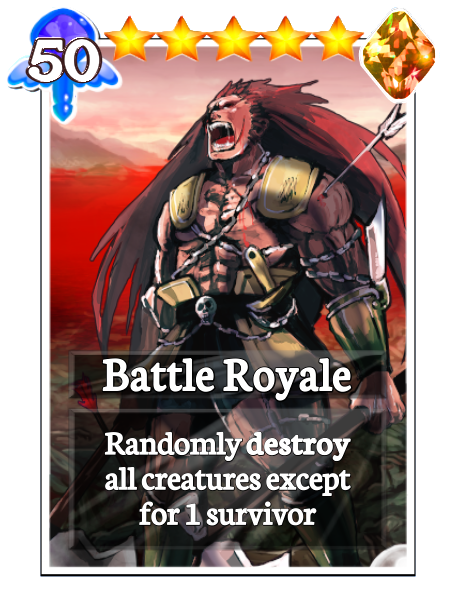 50
Battle Royale
Randomly destroy
all creatures except
for 1 survivor